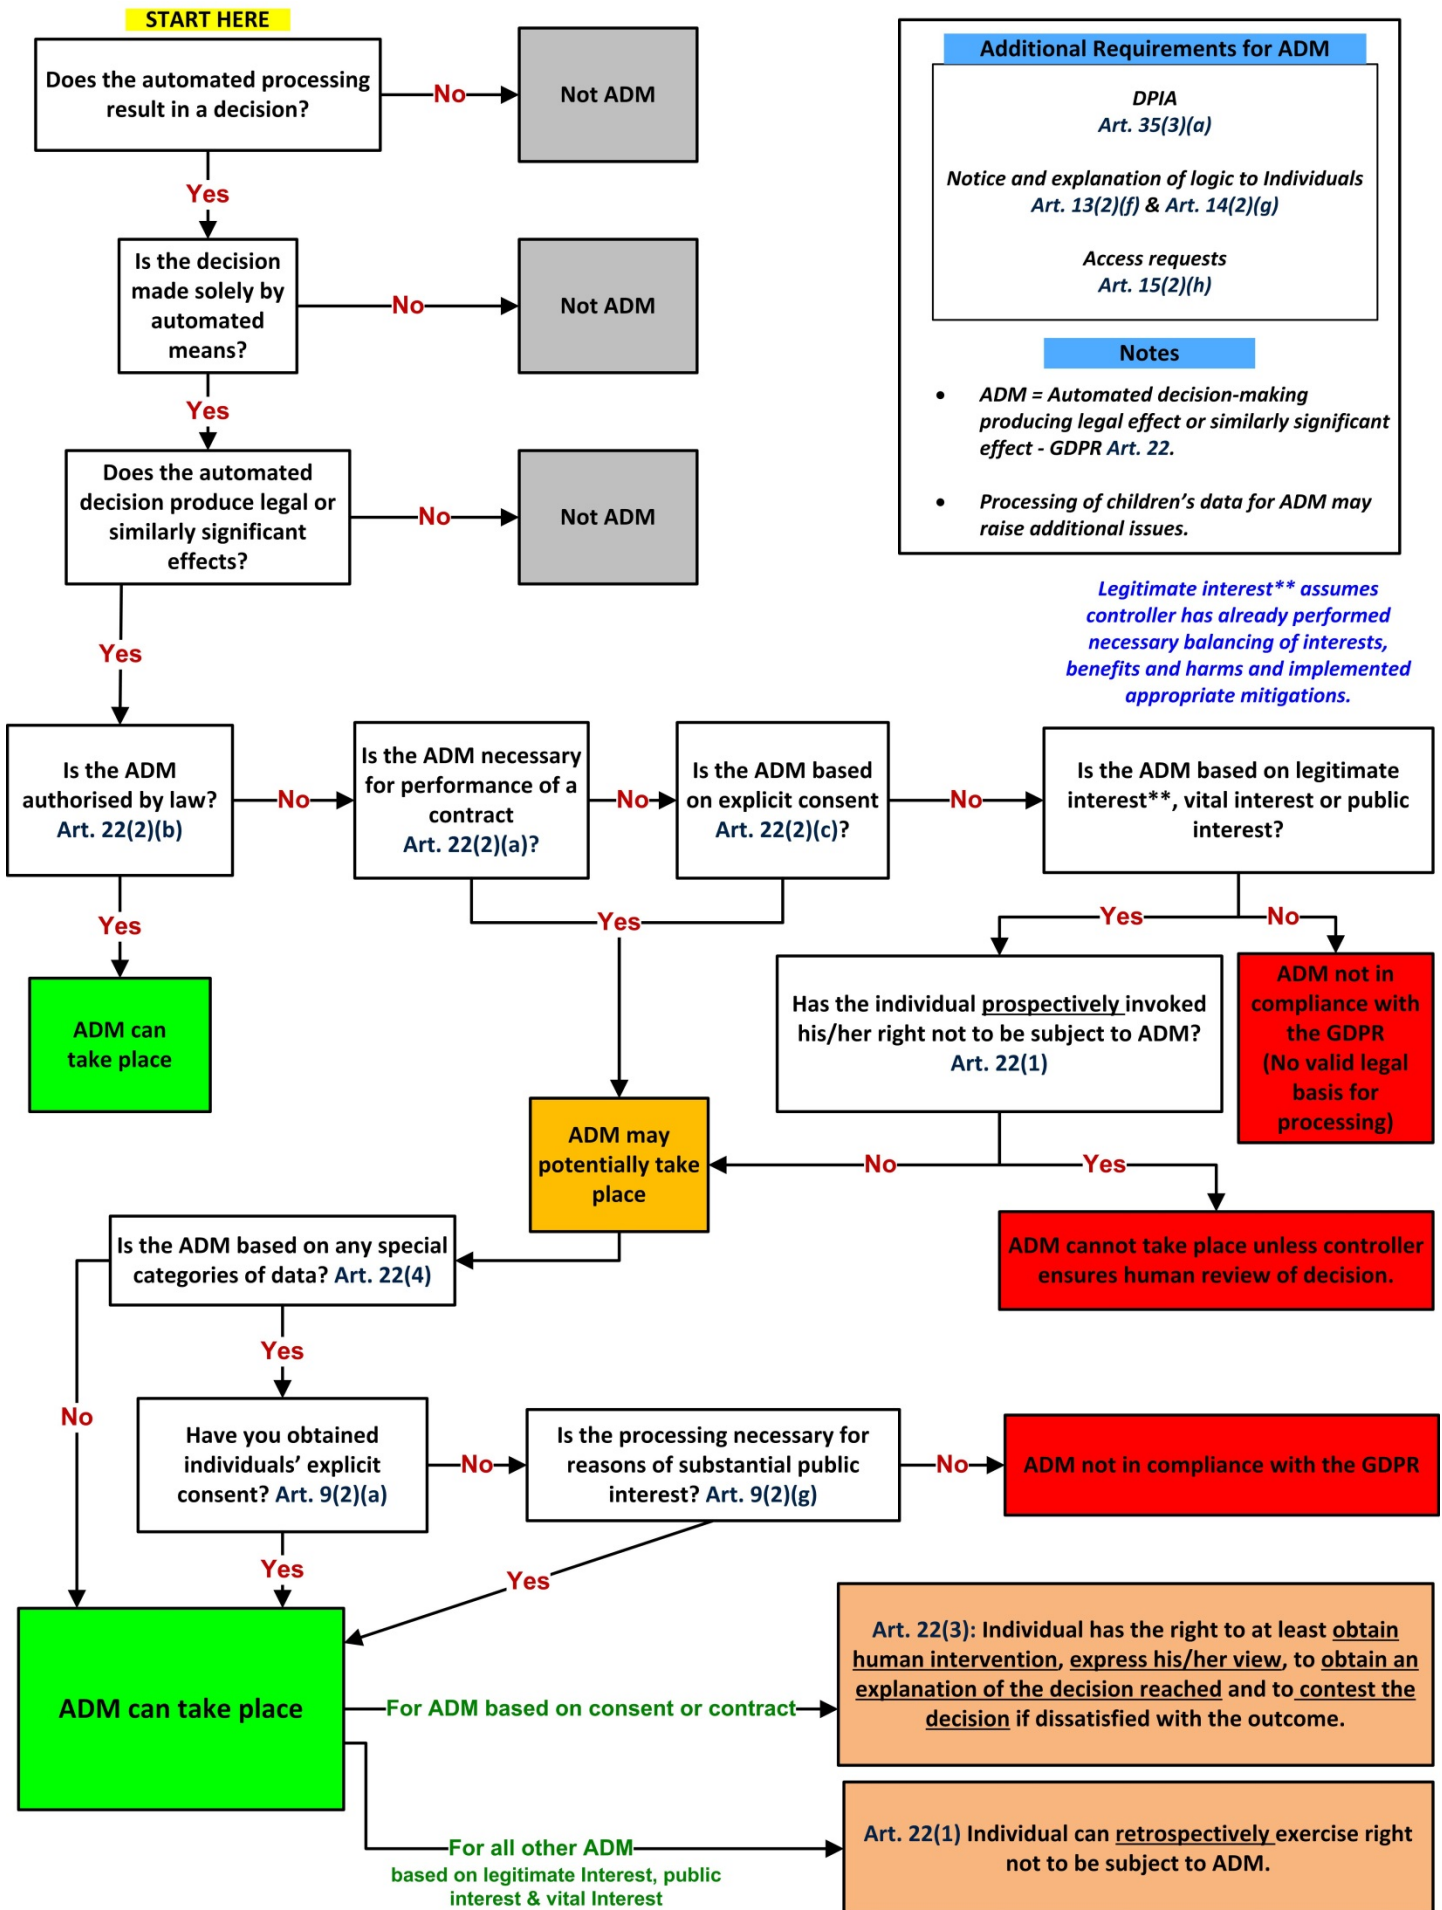 START HERE
Does the automated processing
result in a decision?
No
Not ADM
Yes
Is the decision
made solely by
automated
means?
No
Not ADM
Yes
Does the automated
decision produce legal or
similarly significant
effects?
No
Not ADM
Yes
Additional Requirements for ADM
DPIA
Art. 35(3)(a)
Notice and explanation of logic to Individuals
Art. 13(2)(f) & Art. 14(2)(g)
Access requests
Art. 15(2)(h)
Notes
• ADM = Automated decision-making
producing legal effect or similarly significant
effect - GDPR Art. 22.
• Processing of children's data for ADM may
raise additional issues.
Legitimate interest** assumes
controller has already performed
necessary balancing of interests,
benefits and harms and implemented
appropriate mitigations.
Is the ADM
authorised by law?
Art. 22(2)(b)
No
Is the ADM necessary
for performance of a
contract
Art. 22(2)(a)?
No
Is the ADM based
on explicit consent
Art. 22(2)(c)?
No
Is the ADM based on legitimate
interest**, vital interest or public
interest?
Yes
Yes
Yes
No
ADM can
take place
Has the individual prospectively invoked
his/her right not to be subject to ADM?
Art. 22(1)
ADM not in
compliance with
the GDPR
(No valid legal
basis for
processing)
ADM may
potentially take
place
No
Yes
ADM cannot take place unless controller
ensures human review of decision.
Is the ADM based on any special
categories of data? Art. 22(4)
Yes
No
Have you obtained
individuals' explicit
consent? Art. 9(2)(a)
No
Is the processing necessary for
reasons of substantial public
interest? Art. 9(2)(g)
No
ADM not in compliance with the GDPR
Yes
Yes
ADM can take place
For ADM based on consent or contract
Art. 22(3): Individual has the right to at least obtain
human intervention, express his/her view, to obtain an
explanation of the decision reached and to contest the
decision if dissatisfied with the outcome.
For all other ADM
based on legitimate Interest, public
interest & vital Interest
Art. 22(1) Individual can retrospectively exercise right
not to be subject to ADM.